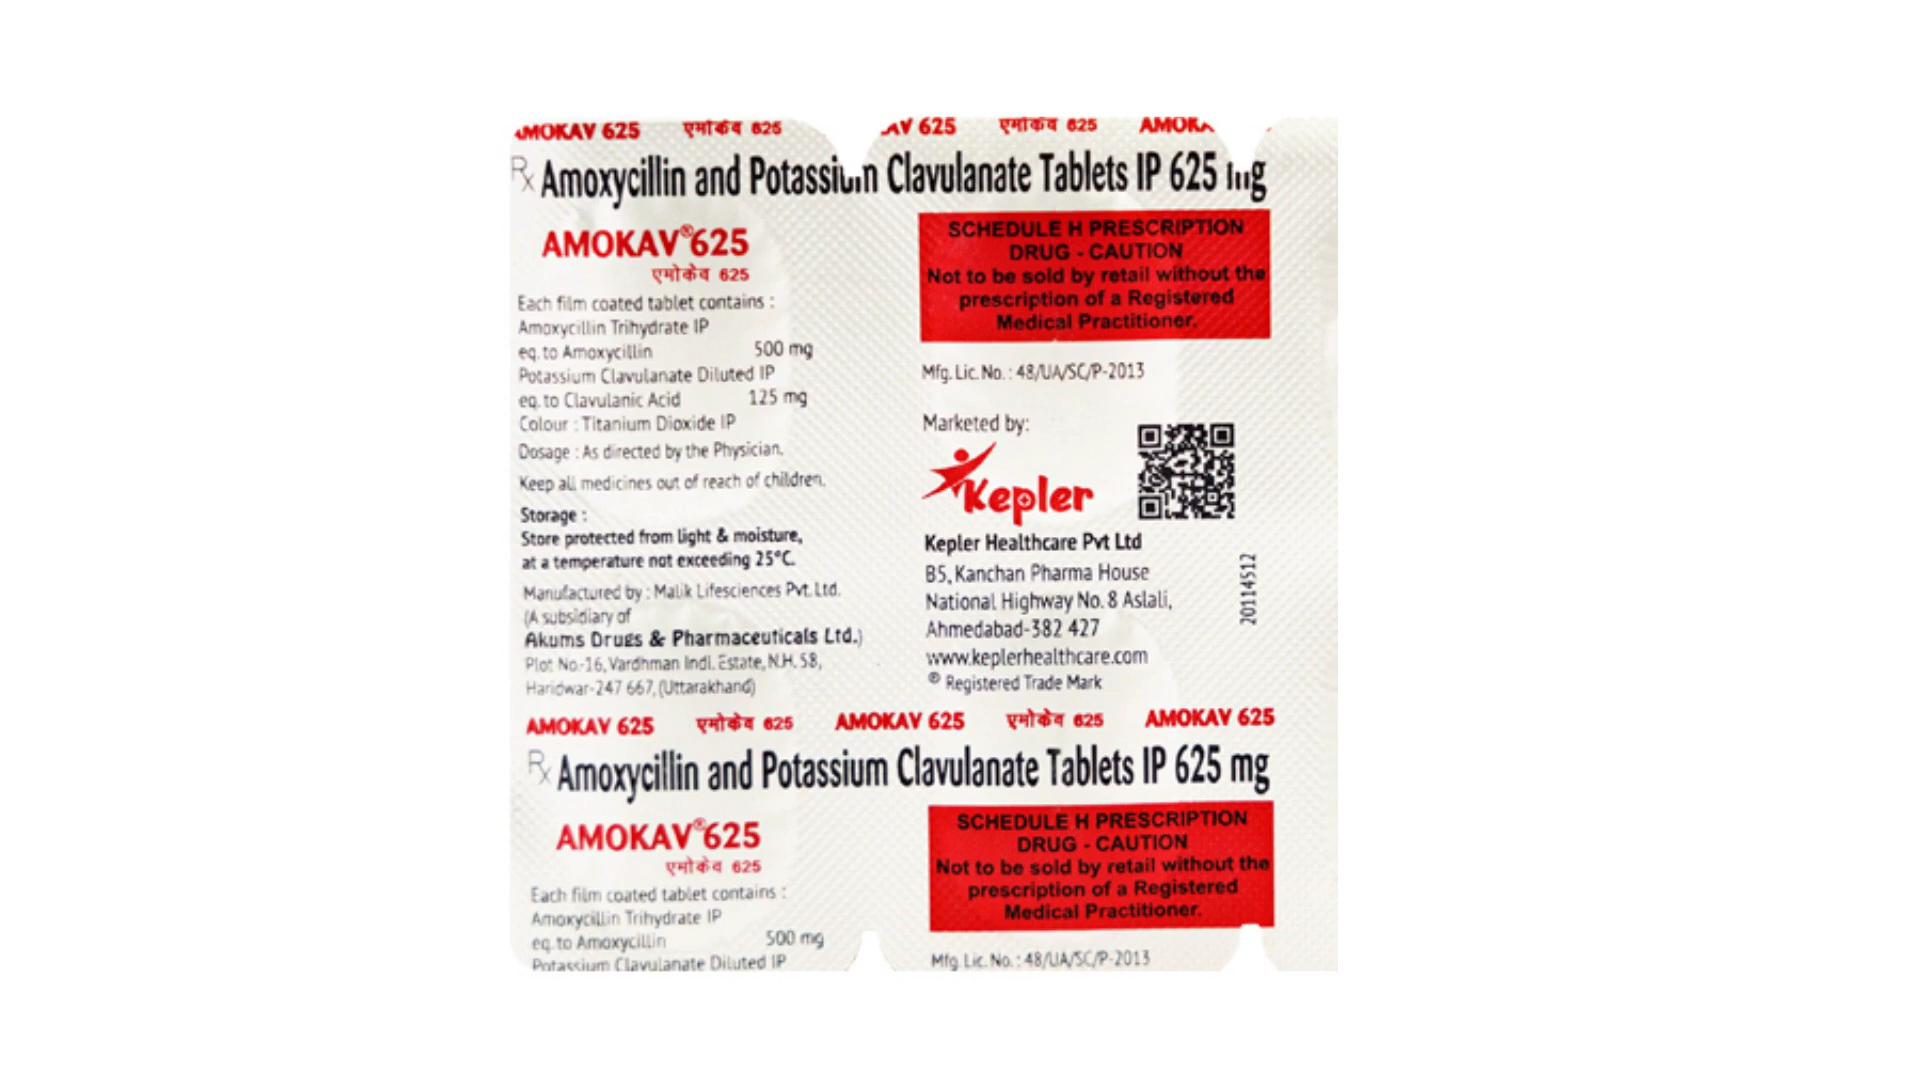 AMOKAV 625 एमोकेव 625 AV 625 एमोकेव 625 AMOKA
Rx Amoxycillin and Potassium Clavulanate Tablets IP 625 mg
AMOKAV®625
एमोकेव 625
Each film coated tablet contains :
Amoxycillin Trihydrate IP
eq. to Amoxycillin 500 mg
Potassium Clavulanate Diluted IP
eq. to Clavulanic Acid 125 mg
Colour : Titanium Dioxide IP
Dosage : As directed by the Physician.
Keep all medicines out of reach of children.
Storage :
Store protected from light & moisture,
at a temperature not exceeding 25°C.
Manufactured by : Malik Lifesciences Pvt. Ltd.
(A subsidiary of
Akums Drugs & Pharmaceuticals Ltd.)
Plot No.-16, Vardhman Indl. Estate, N.H. 58,
Haridwar-247 667, (Uttarakhand)
SCHEDULE H PRESCRIPTION
DRUG - CAUTION
Not to be sold by retail without the
prescription of a Registered
Medical Practitioner.
Mfg. Lic. No. : 48/UA/SC/P-2013
Marketed by:
Kepler
Kepler Healthcare Pvt Ltd
B5, Kanchan Pharma House
National Highway No. 8 Aslali,
Ahmedabad-382 427
www.keplerhealthcare.com
® Registered Trade Mark
20114512
AMOKAV 625 एमोकेव 625 AMOKAV 625 एमोकेव 625 AMOKAV 625
Rx Amoxycillin and Potassium Clavulanate Tablets IP 625 mg
AMOKAV®625
एमोकेव 625
Each film coated tablet contains :
Amoxycillin Trihydrate IP
eq. to Amoxycillin 500 mg
Potassium Clavulanate Diluted IP
SCHEDULE H PRESCRIPTION
DRUG - CAUTION
Not to be sold by retail without the
prescription of a Registered
Medical Practitioner.
Mfg. Lic. No. : 48/UA/SC/P-2013